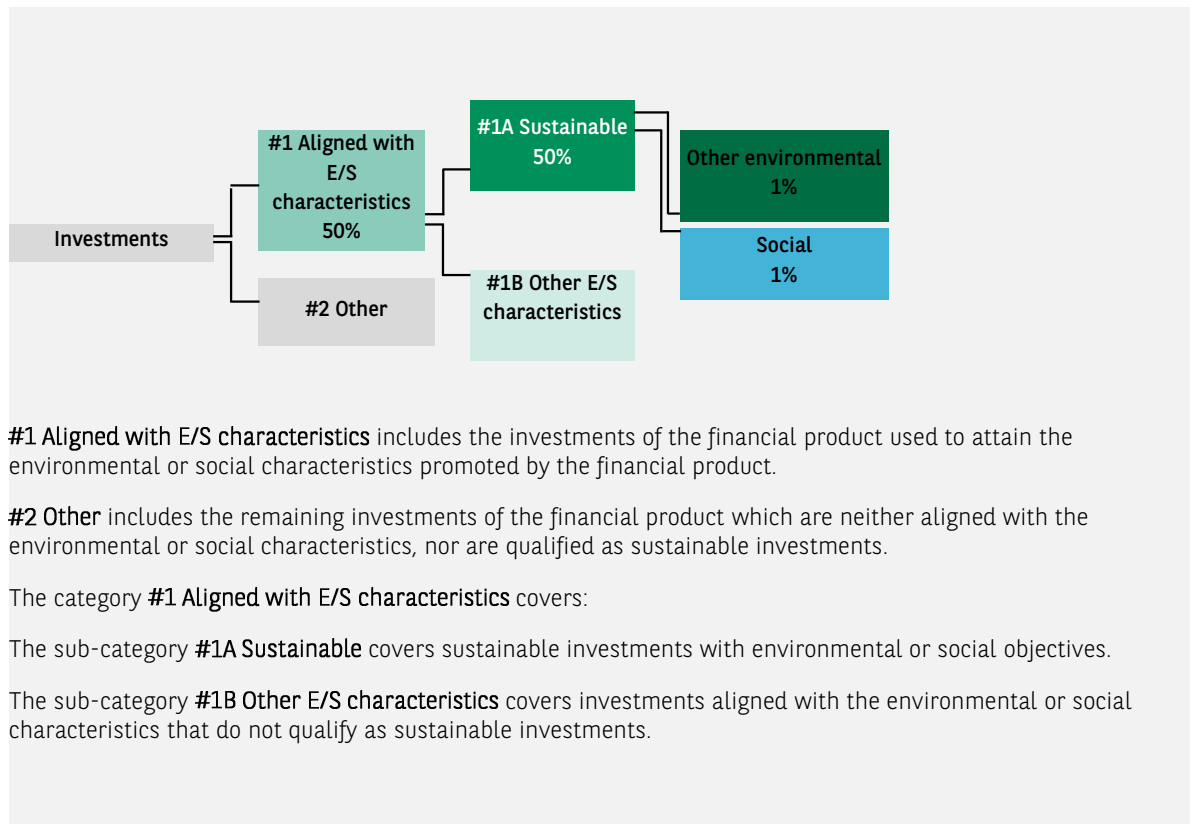 #1A Sustainable
50%
#1 Aligned with
E/S
characteristics
50%
Other environmental
1%
Investments
Social
1%
#1B Other E/S
characteristics
#2 Other
#1 Aligned with E/S characteristics includes the investments of the financial product used to attain the
environmental or social characteristics promoted by the financial product.
#2 Other includes the remaining investments of the financial product which are neither aligned with the
environmental or social characteristics, nor are qualified as sustainable investments.
The category #1 Aligned with E/S characteristics covers:
The sub-category #1A Sustainable covers sustainable investments with environmental or social objectives.
The sub-category #1B Other E/S characteristics covers investments aligned with the environmental or social
characteristics that do not qualify as sustainable investments.